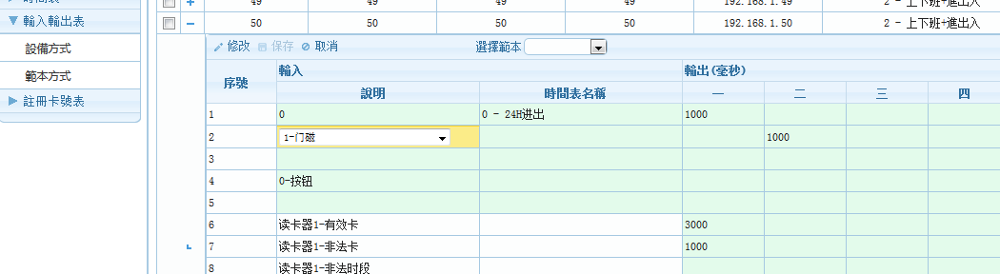 輸入輸出表
設備方式
範本方式
註冊卡號表
49 49 49 49 192.168.1.49 2 - 上下班+進出入
50 50 50 50 192.168.1.50 2 - 上下班+進出入
修改 保存 取消 選擇範本
序號 輸入 輸出(毫秒)
說明 時間表名稱 一 二 三 四
1 0 0 - 24H进出 1000
2 1-门磁 1000
3
4 0-按钮
5
6 读卡器1-有效卡 3000
7 读卡器1-非法卡 1000
8 读卡器1-非法时段